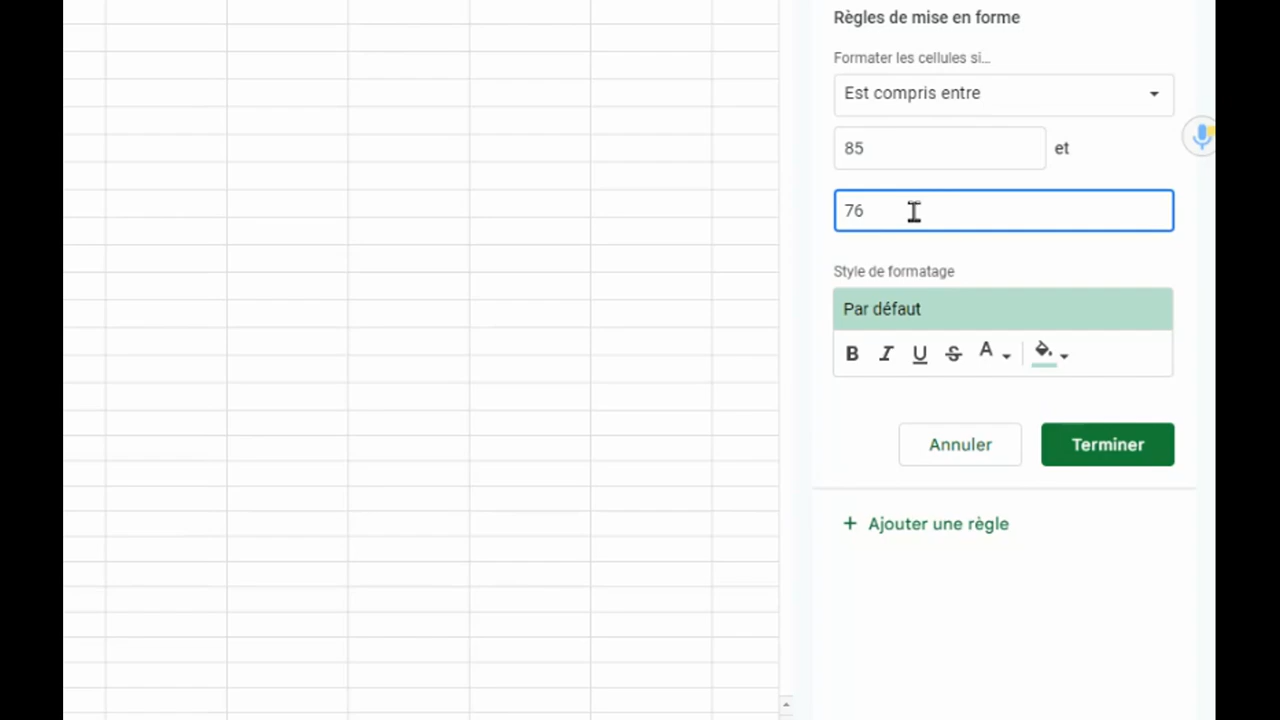 Règles de mise en forme
Formater les cellules si…
Est compris entre
85 et
76
Style de formatage
Par défaut
B I U S A
Annuler Terminer
+ Ajouter une règle